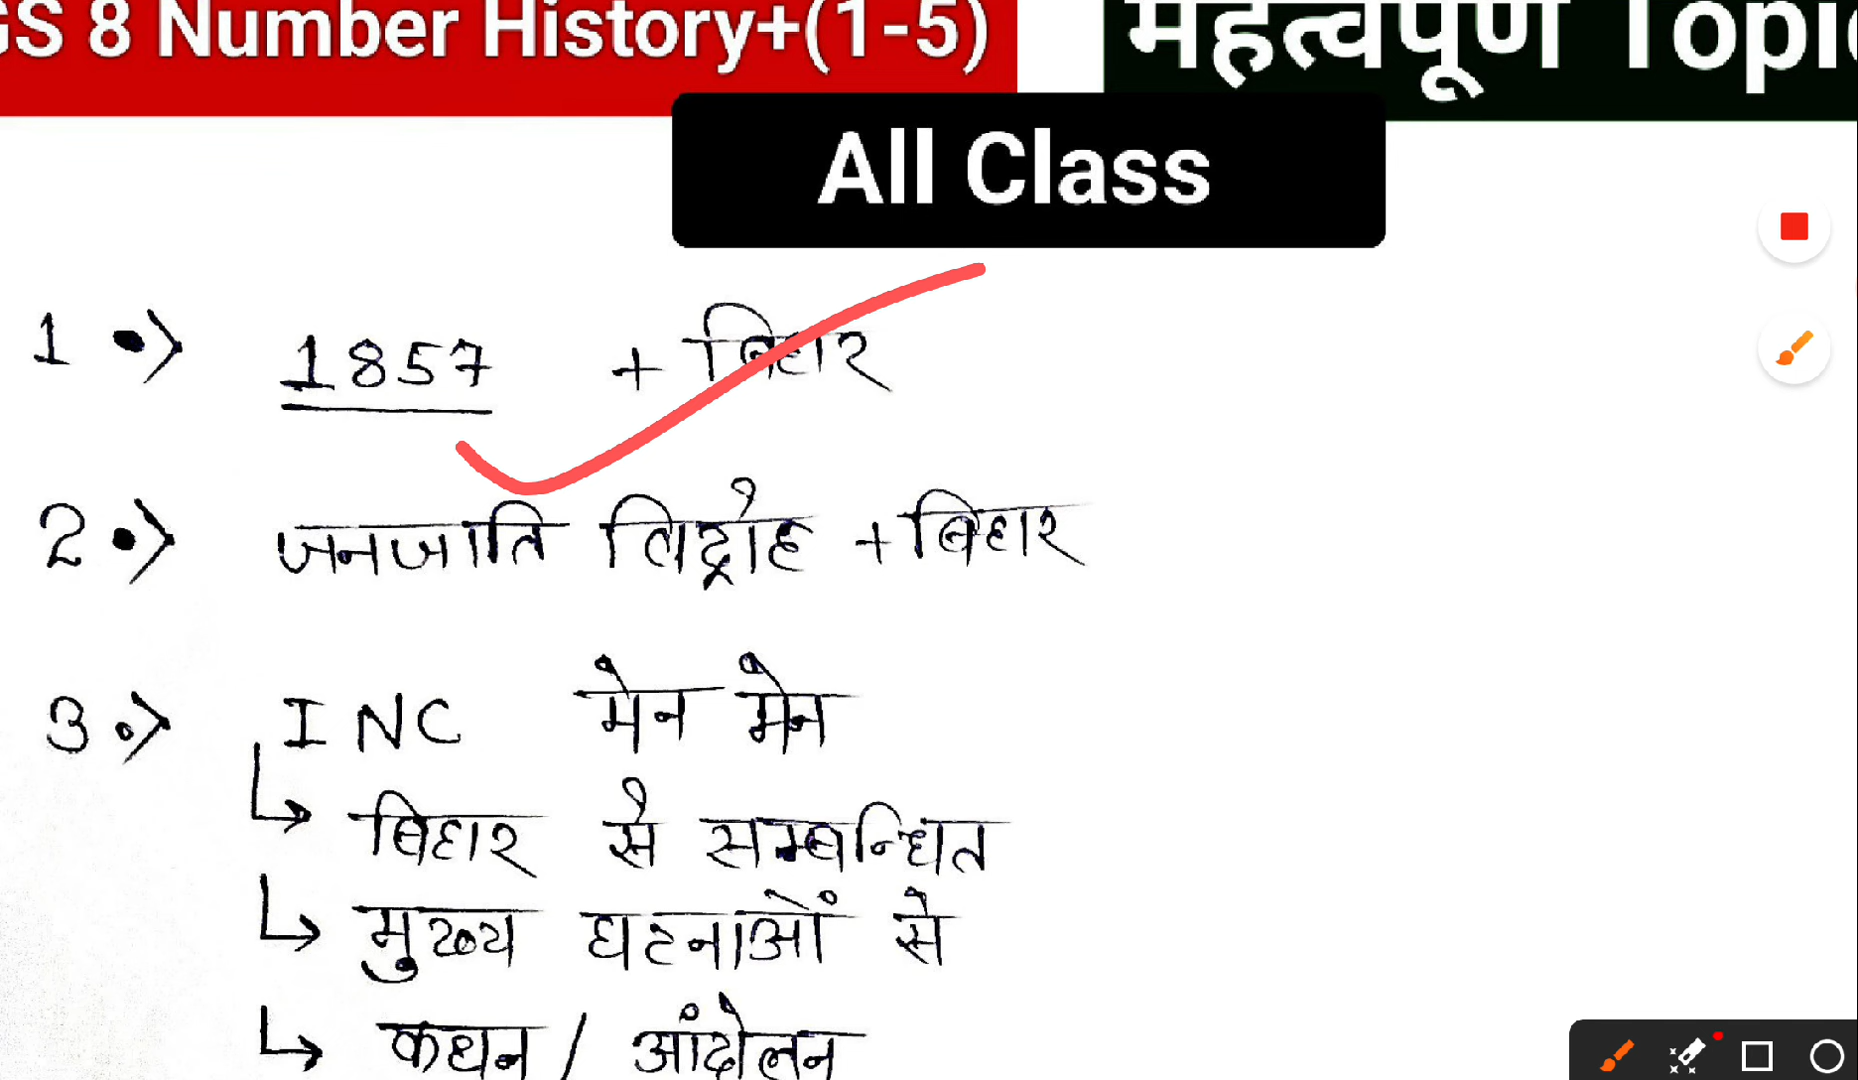 GS 8 Number History+(1-5)
महत्वपूर्ण Topic
All Class
1 •> 1857 + बिहार
2 •> जनजाति विद्रोह + बिहार
3 •> INC मेन मेन
↳ बिहार से सम्बन्धित
↳ मुख्य घटनाओं से
↳ कथन / आंदोलन